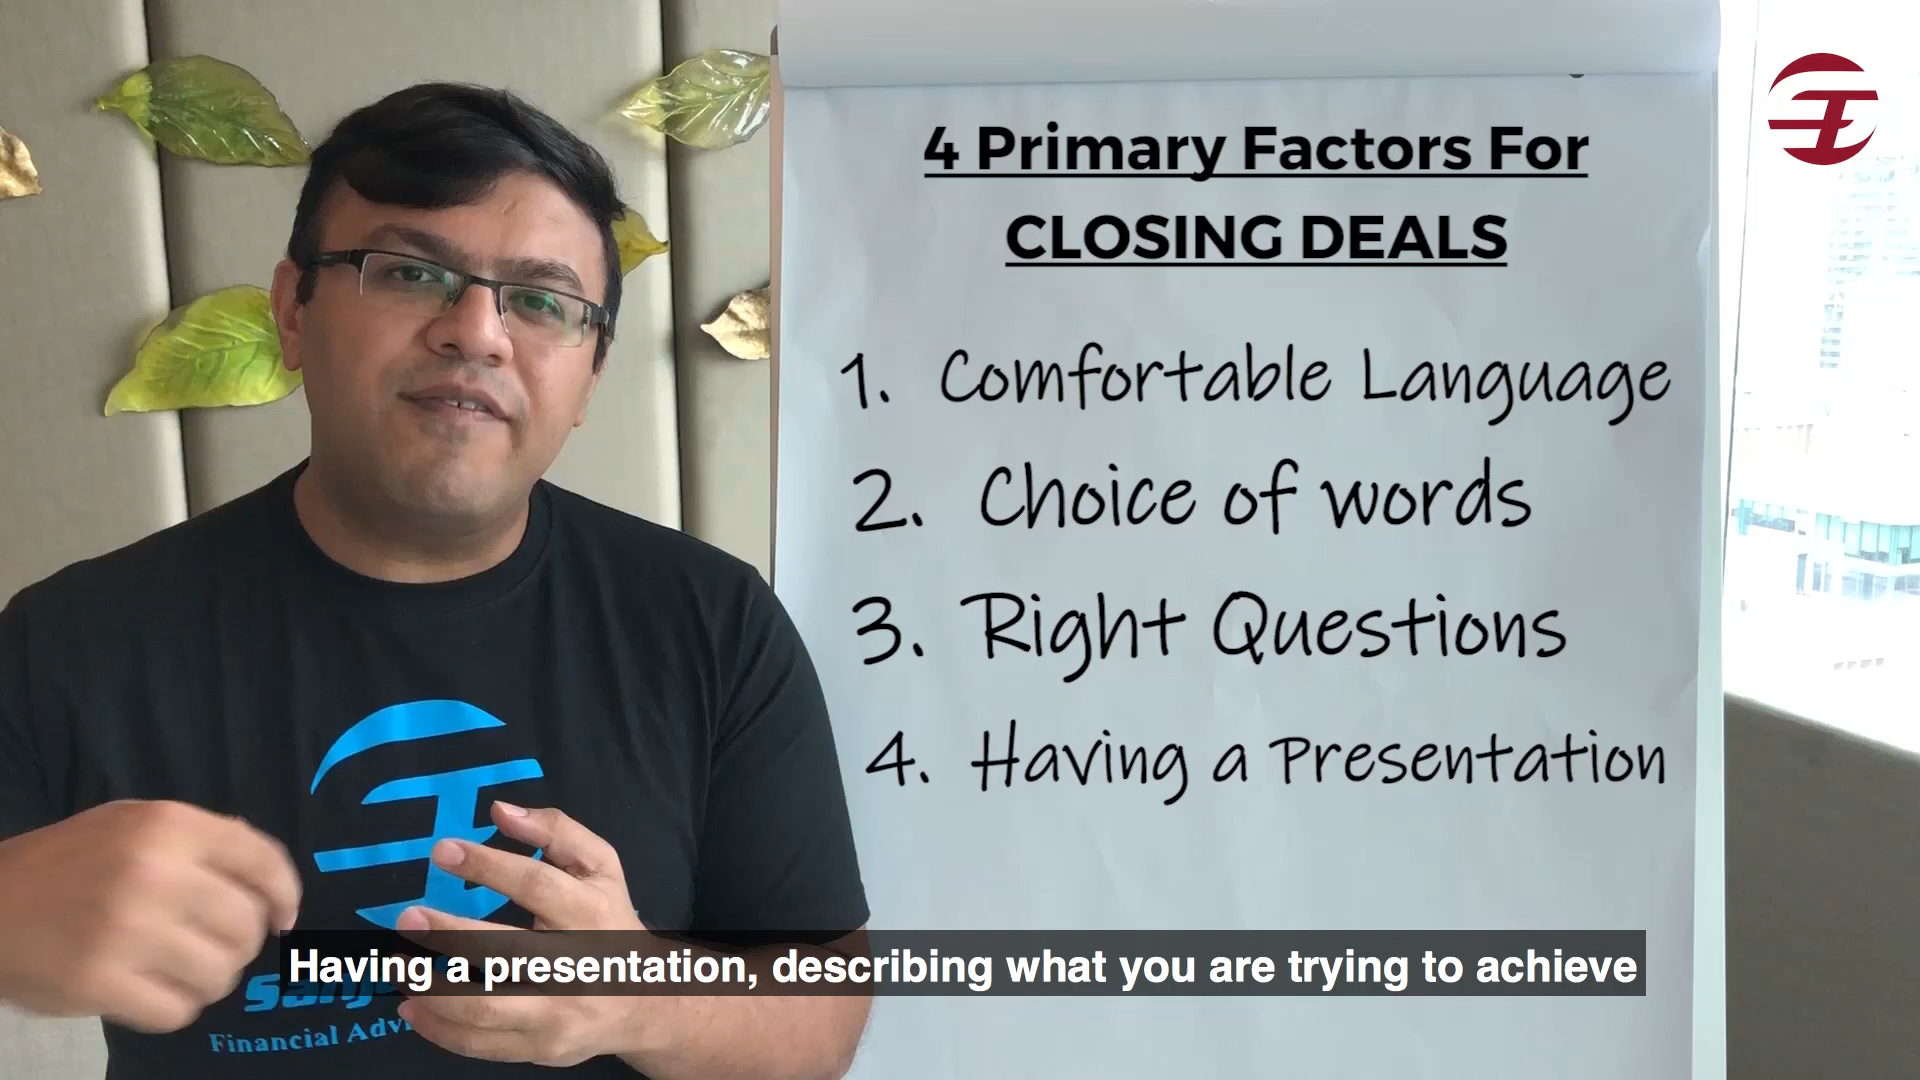 4 Primary Factors For
CLOSING DEALS
1. Comfortable Language
2. Choice of words
3. Right Questions
4. Having a Presentation
Having a presentation, describing what you are trying to achieve
Financial